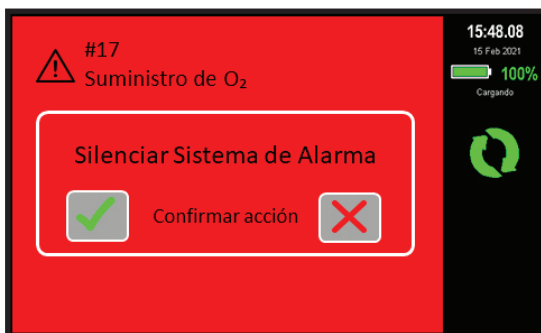 #17
Suministro de O₂
Silenciar Sistema de Alarma
Confirmar acción
15:48.08
15 Feb 2021
100%
Cargando